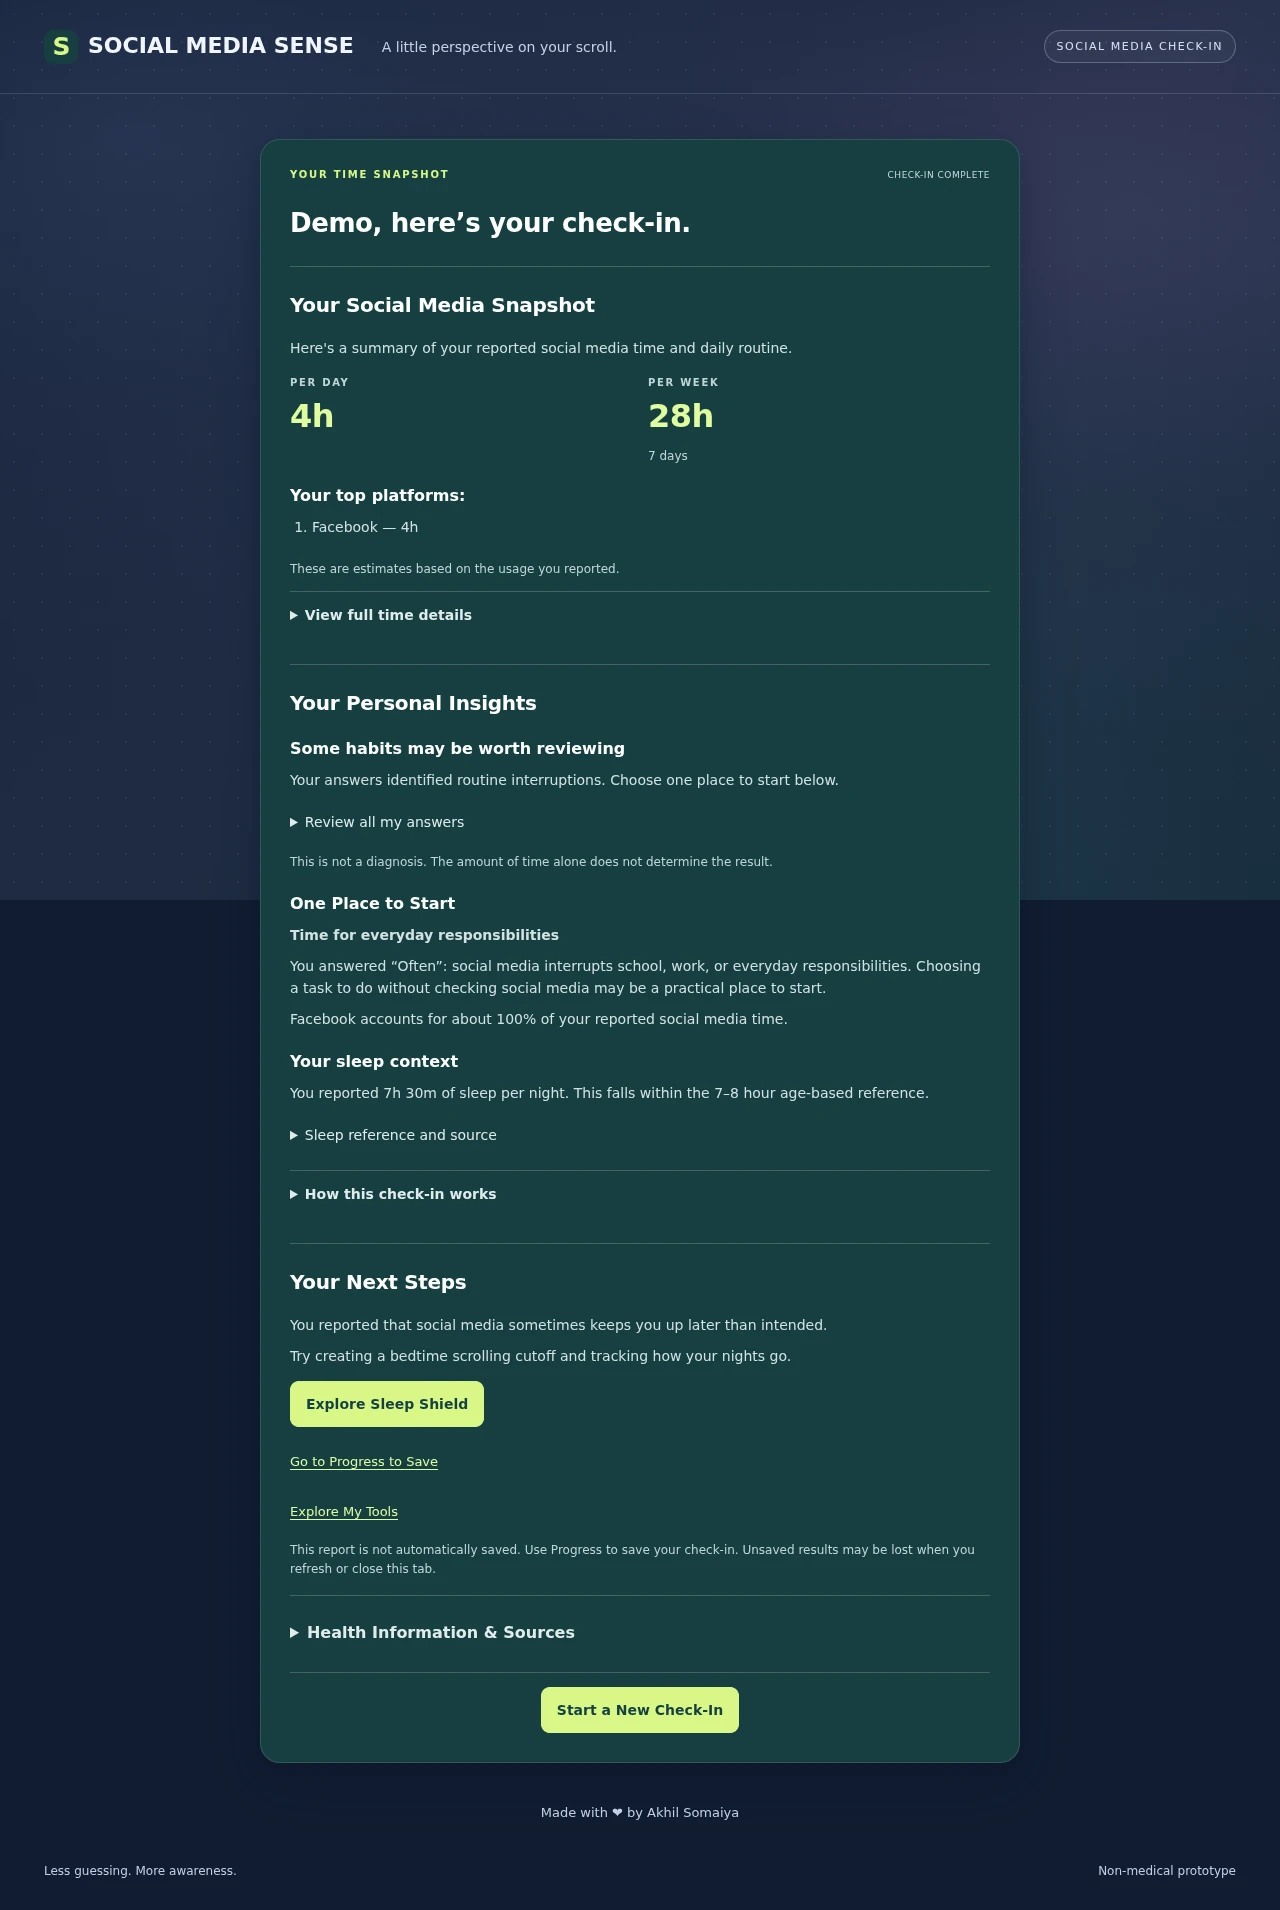 S SOCIAL MEDIA SENSE A little perspective on your scroll. SOCIAL MEDIA CHECK-IN
YOUR TIME SNAPSHOT CHECK-IN COMPLETE
Demo, here’s your check-in.
Your Social Media Snapshot
Here's a summary of your reported social media time and daily routine.
PER DAY PER WEEK
4h 28h
7 days
Your top platforms:
1. Facebook — 4h
These are estimates based on the usage you reported.
View full time details
Your Personal Insights
Some habits may be worth reviewing
Your answers identified routine interruptions. Choose one place to start below.
Review all my answers
This is not a diagnosis. The amount of time alone does not determine the result.
One Place to Start
Time for everyday responsibilities
You answered “Often”: social media interrupts school, work, or everyday responsibilities. Choosing
a task to do without checking social media may be a practical place to start.
Facebook accounts for about 100% of your reported social media time.
Your sleep context
You reported 7h 30m of sleep per night. This falls within the 7–8 hour age-based reference.
Sleep reference and source
How this check-in works
Your Next Steps
You reported that social media sometimes keeps you up later than intended.
Try creating a bedtime scrolling cutoff and tracking how your nights go.
Explore Sleep Shield
Go to Progress to Save
Explore My Tools
This report is not automatically saved. Use Progress to save your check-in. Unsaved results may be lost when you
refresh or close this tab.
Health Information & Sources
Start a New Check-In
Made with ❤ by Akhil Somaiya
Less guessing. More awareness. Non-medical prototype